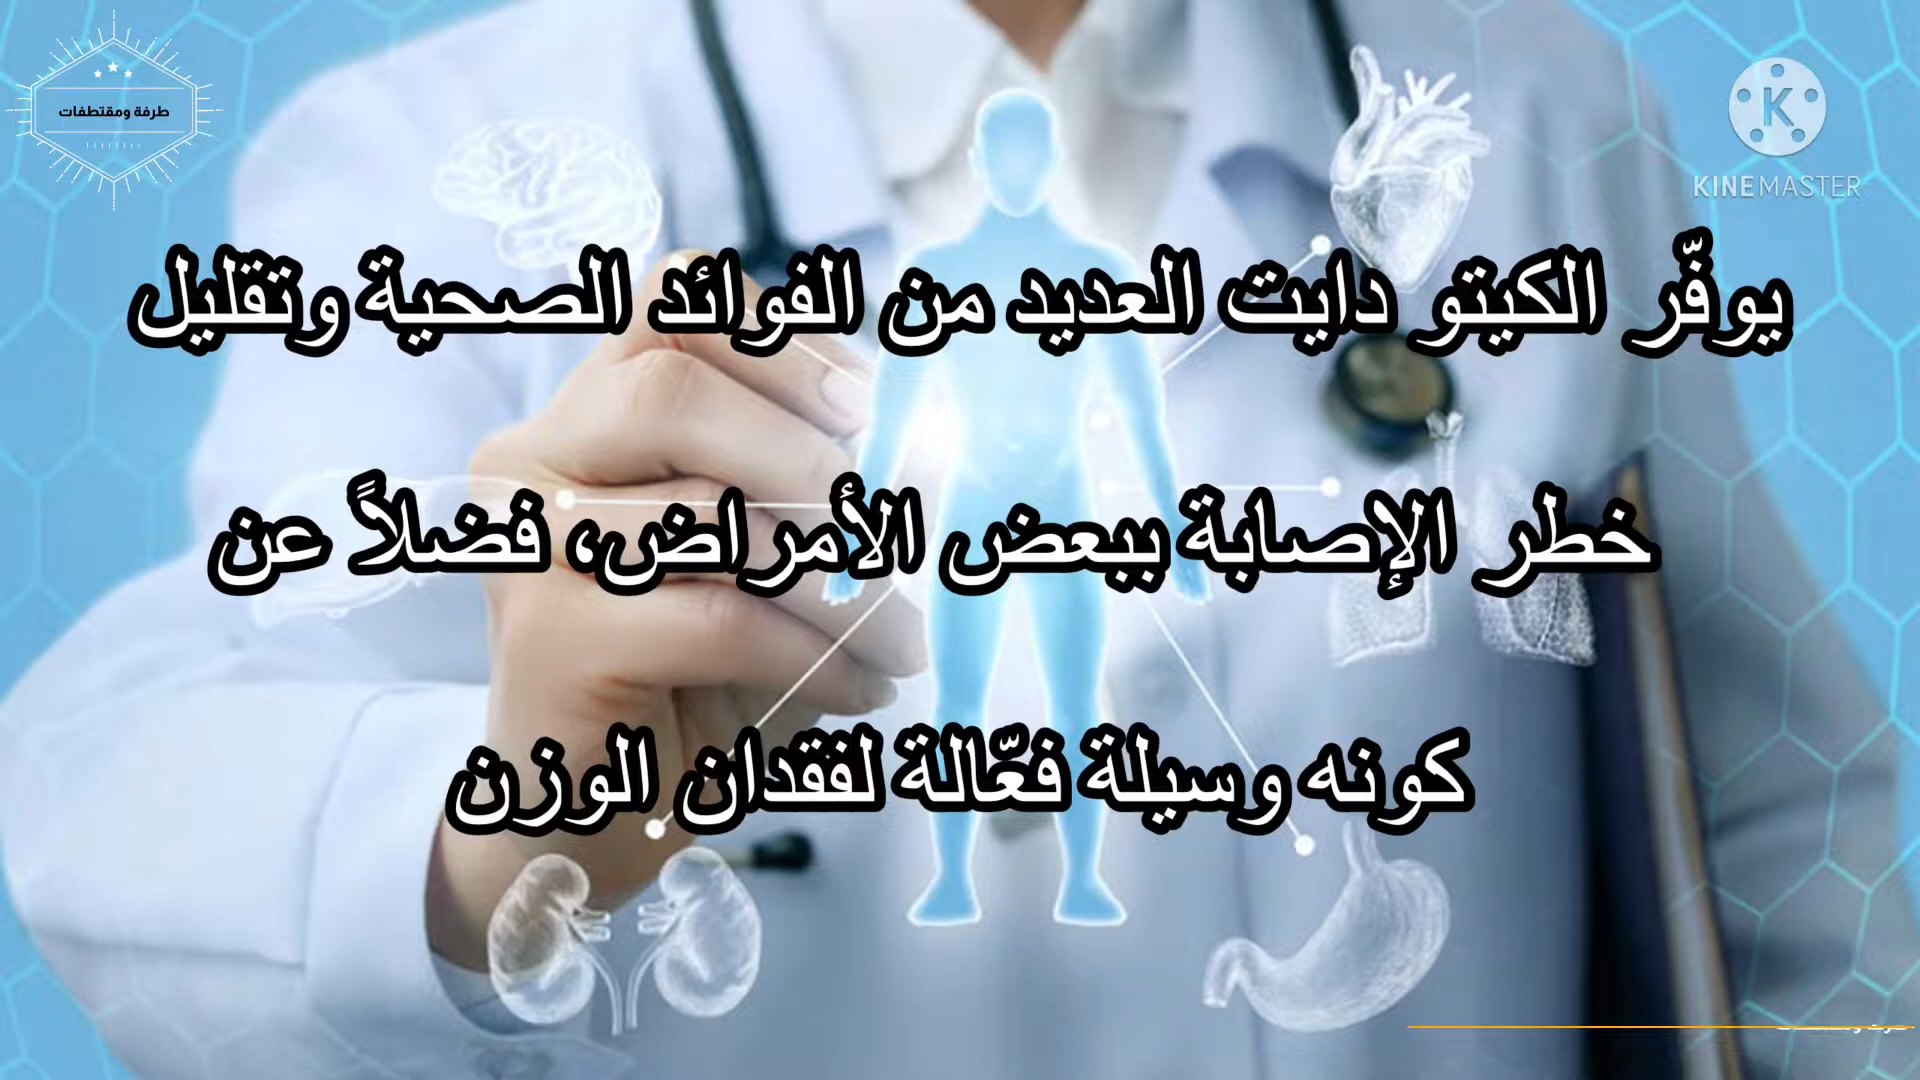 طرفة ومقتطفات
KINEMASTER
يوفّر الكيتو دايت العديد من الفوائد الصحية وتقليل
خطر الإصابة ببعض الأمراض، فضلاً عن
كونه وسيلة فعّالة لفقدان الوزن